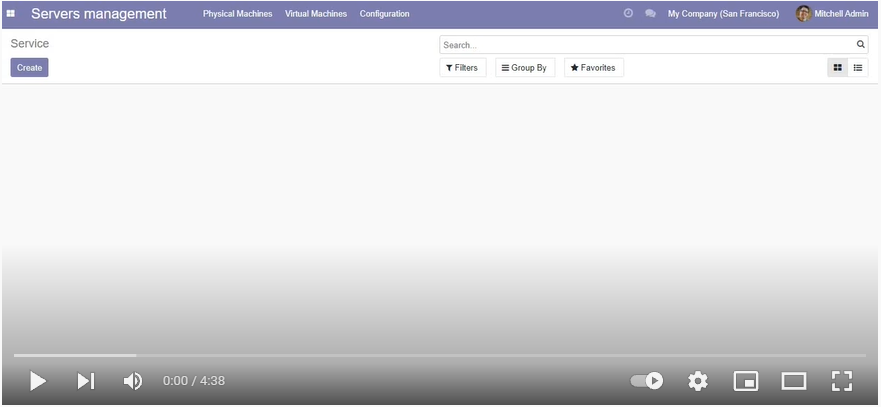 Servers management Physical Machines Virtual Machines Configuration My Company (San Francisco) Mitchell Admin
Service
Search...
Create Filters Group By Favorites
0:00 / 4:38